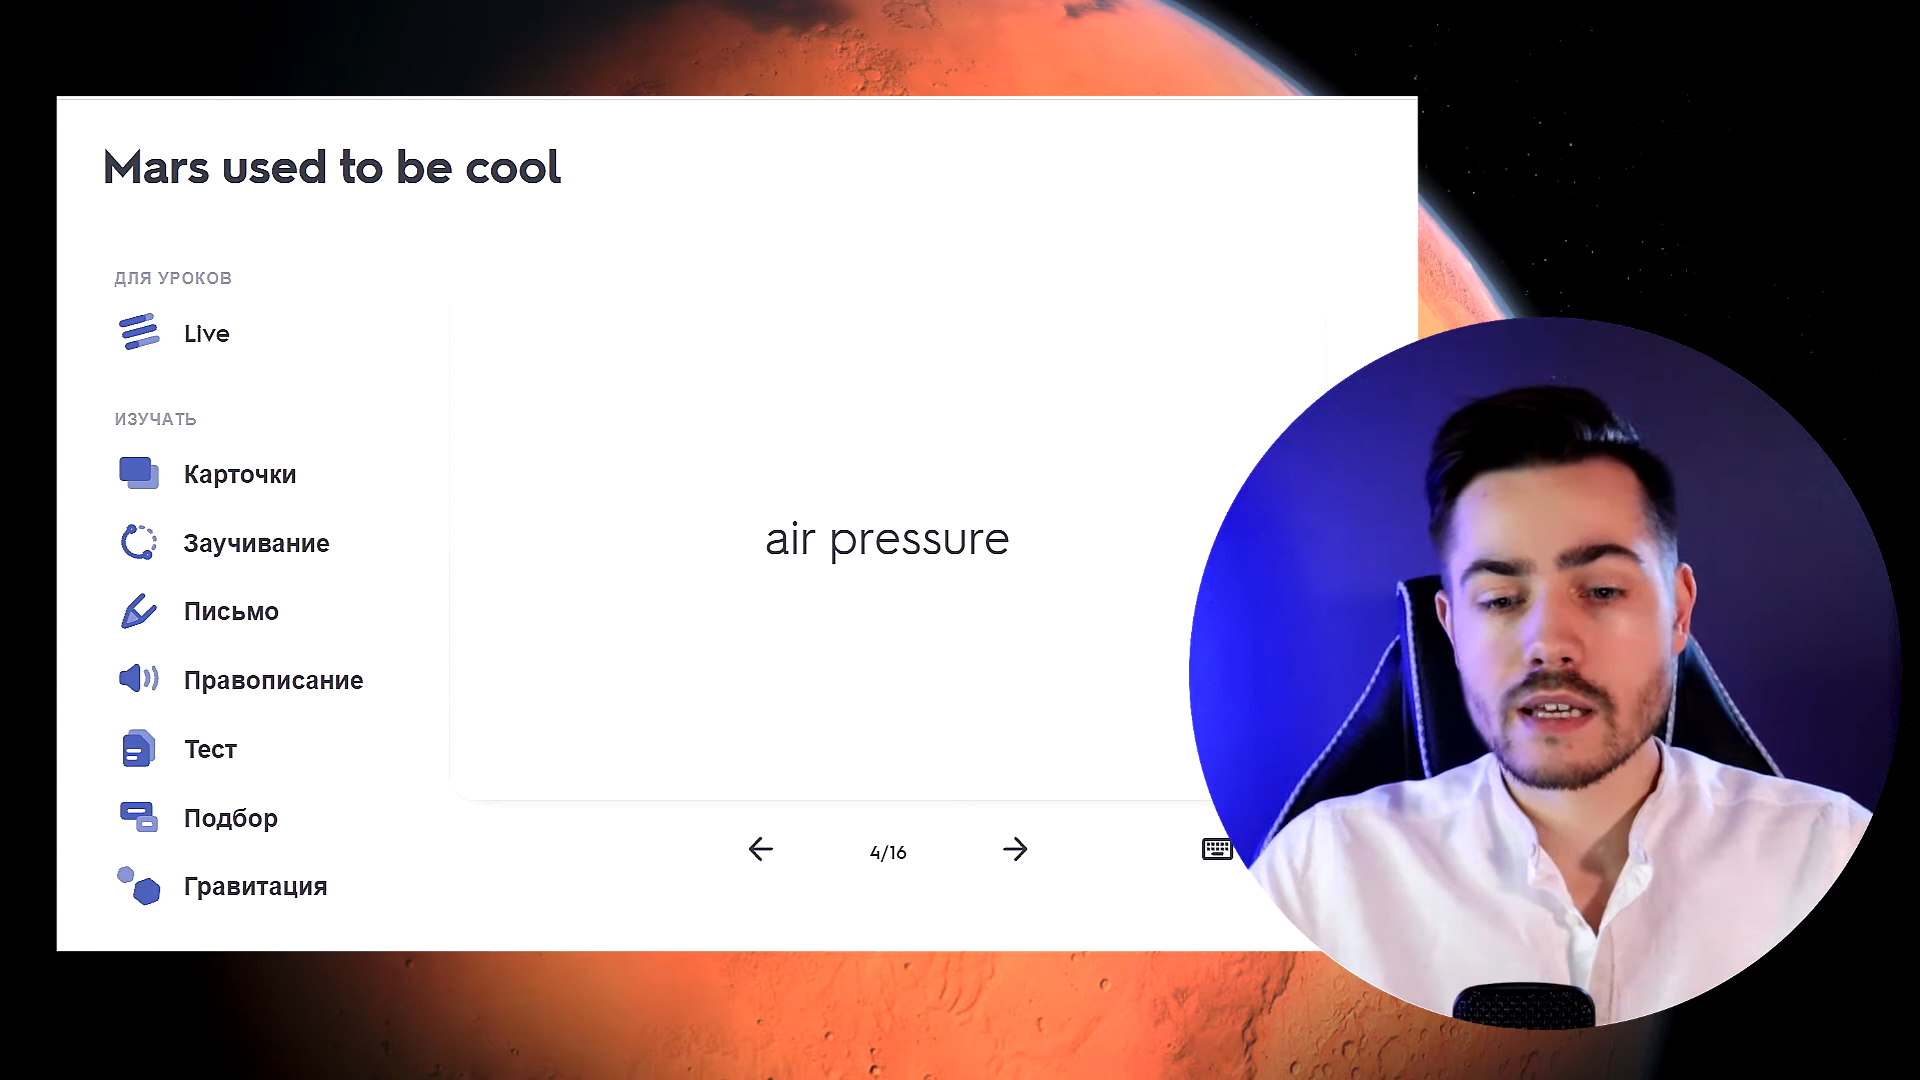 Mars used to be cool
ДЛЯ УРОКОВ
Live
ИЗУЧАТЬ
Карточки
Заучивание
Письмо
Правописание
Тест
Подбор
Гравитация
air pressure
4/16